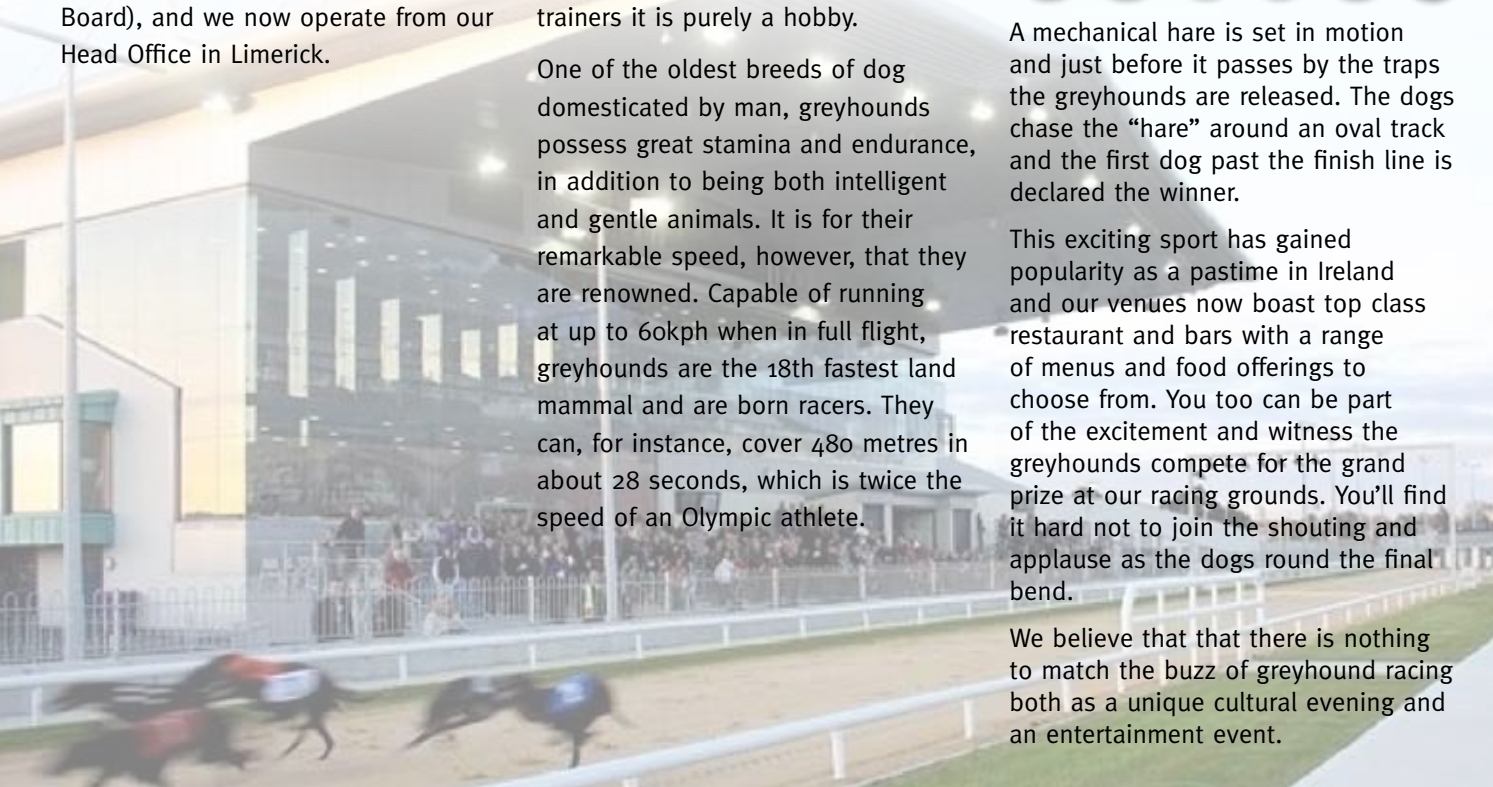 Board), and we now operate from our
Head Office in Limerick.
trainers it is purely a hobby.
One of the oldest breeds of dog
domesticated by man, greyhounds
possess great stamina and endurance,
in addition to being both intelligent
and gentle animals. It is for their
remarkable speed, however, that they
are renowned. Capable of running
at up to 60kph when in full flight,
greyhounds are the 18th fastest land
mammal and are born racers. They
can, for instance, cover 480 metres in
about 28 seconds, which is twice the
speed of an Olympic athlete.
A mechanical hare is set in motion
and just before it passes by the traps
the greyhounds are released. The dogs
chase the “hare” around an oval track
and the first dog past the finish line is
declared the winner.
This exciting sport has gained
popularity as a pastime in Ireland
and our venues now boast top class
restaurant and bars with a range
of menus and food offerings to
choose from. You too can be part
of the excitement and witness the
greyhounds compete for the grand
prize at our racing grounds. You’ll find
it hard not to join the shouting and
applause as the dogs round the final
bend.
We believe that that there is nothing
to match the buzz of greyhound racing
both as a unique cultural evening and
an entertainment event.